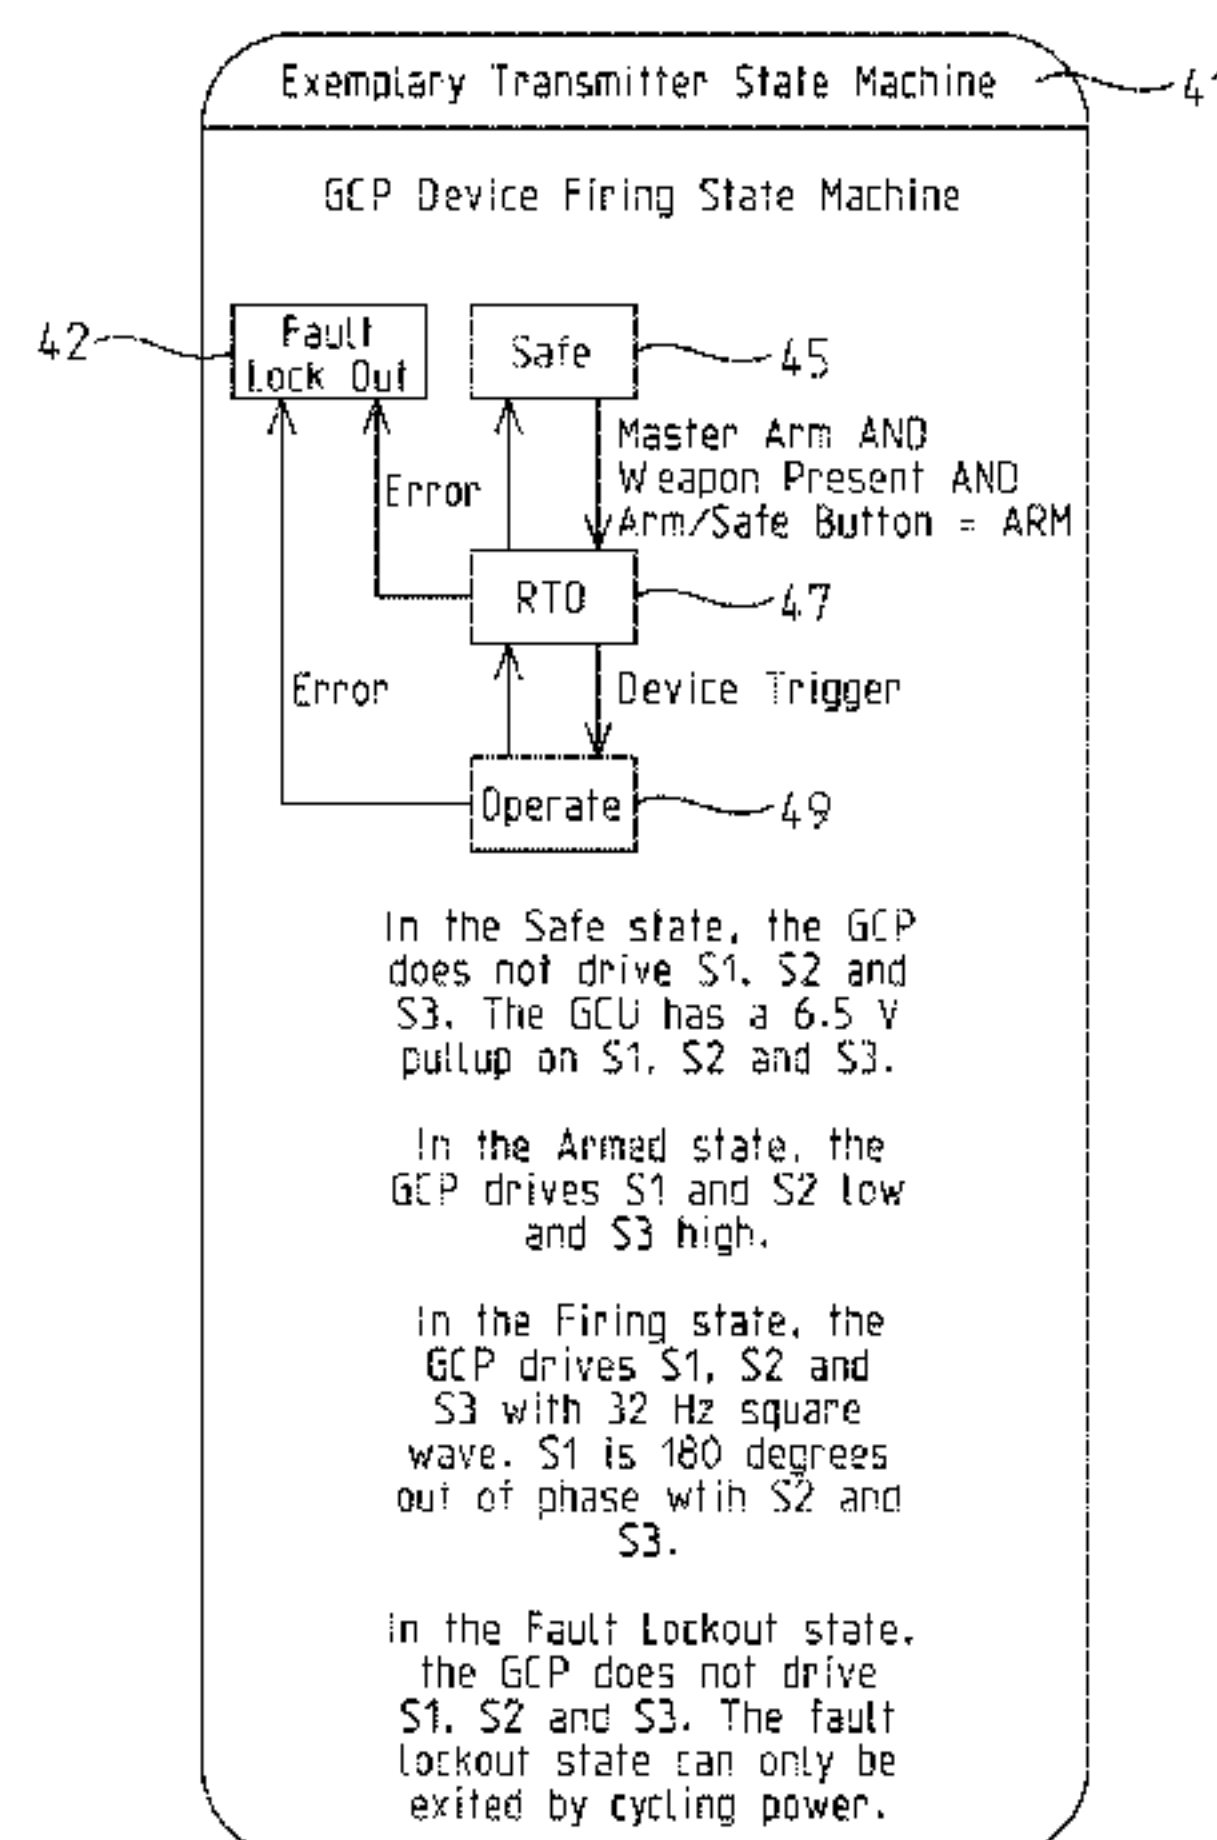 Exemplary Transmitter State Machine
GCP Device Firing State Machine
42
Fault
Lock Out
Safe
45
Master Arm AND
Weapon Present AND
Arm/Safe Button = ARM
Error
RTO
47
Error
Device Trigger
Operate
49
In the Safe state, the GCP
does not drive S1, S2 and
S3. The GCU has a 6.5 V
pullup on S1, S2 and S3.
In the Armed state, the
GCP drives S1 and S2 low
and S3 high.
In the Firing state, the
GCP drives S1, S2 and
S3 with 32 Hz square
wave. S1 is 180 degrees
out of phase wtih S2 and
S3.
In the Fault Lockout state,
the GCP does not drive
S1, S2 and S3. The fault
lockout state can only be
exited by cycling power.